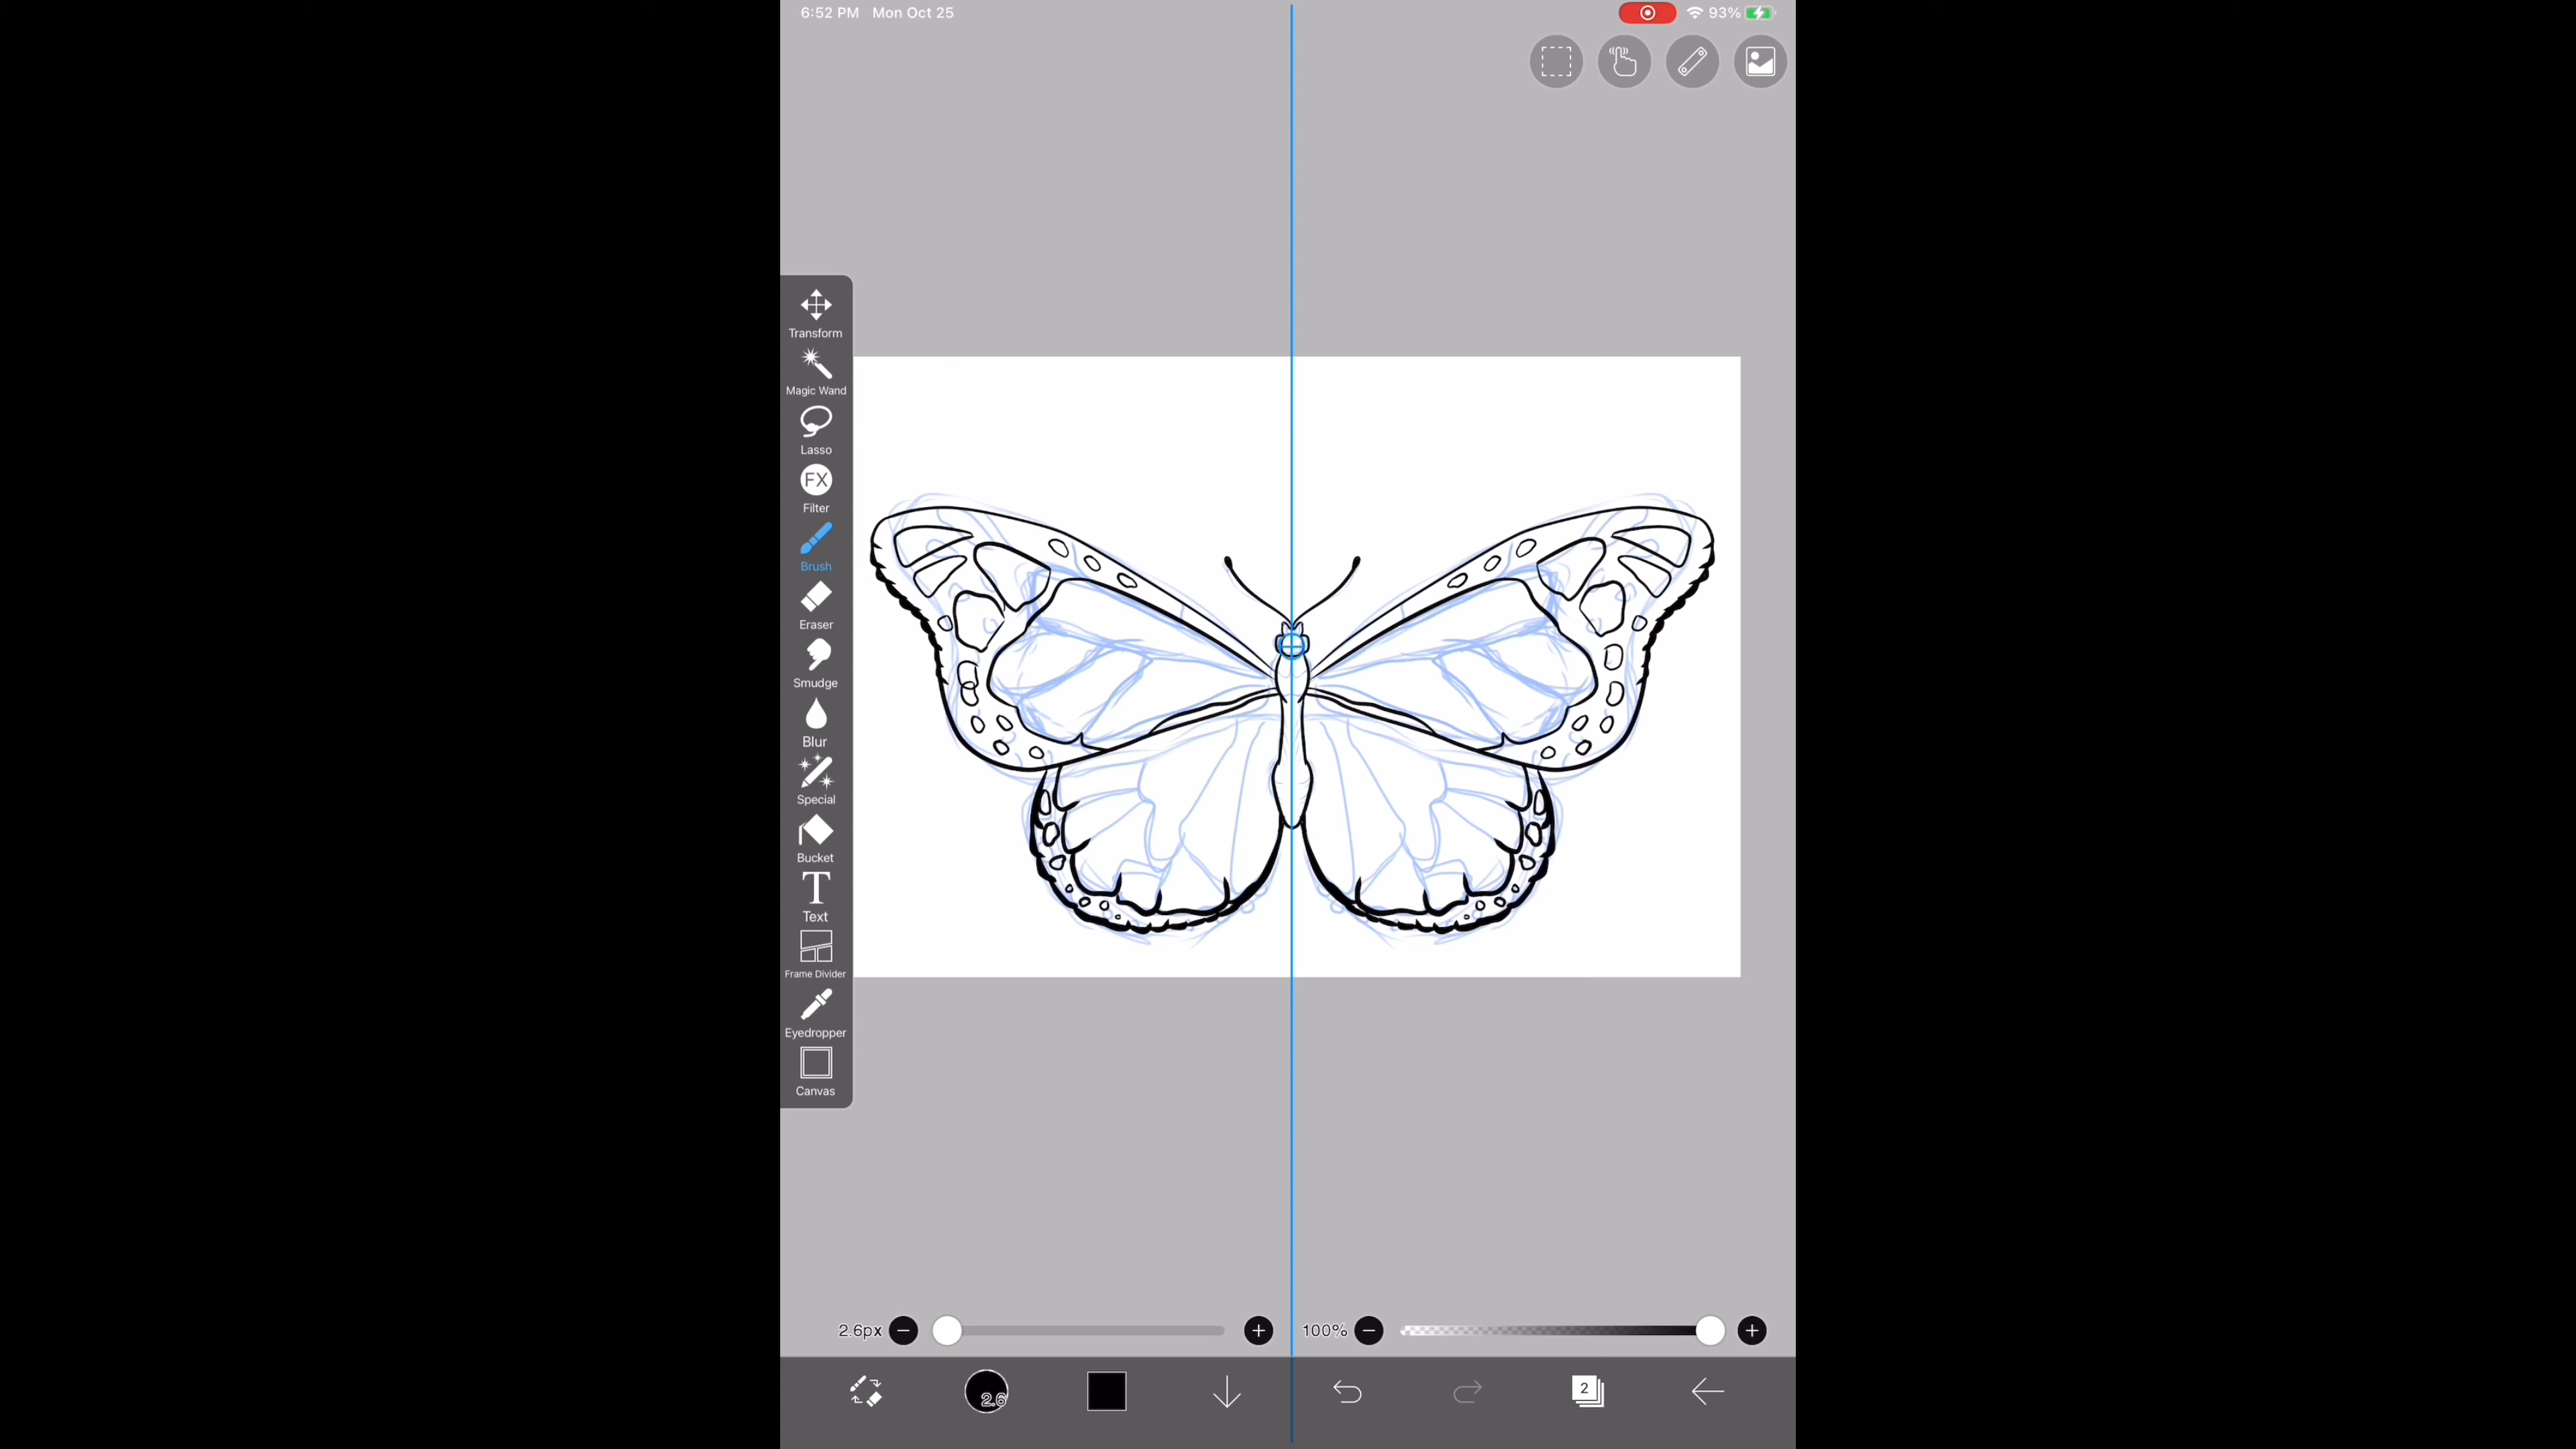 6:52 PM Mon Oct 25
93%
Transform
Magic Wand
Lasso
FX
Filter
Brush
Eraser
Smudge
Blur
Special
Bucket
T
Text
Frame Divider
Eyedropper
Canvas
2.6px
100%
2.6
2